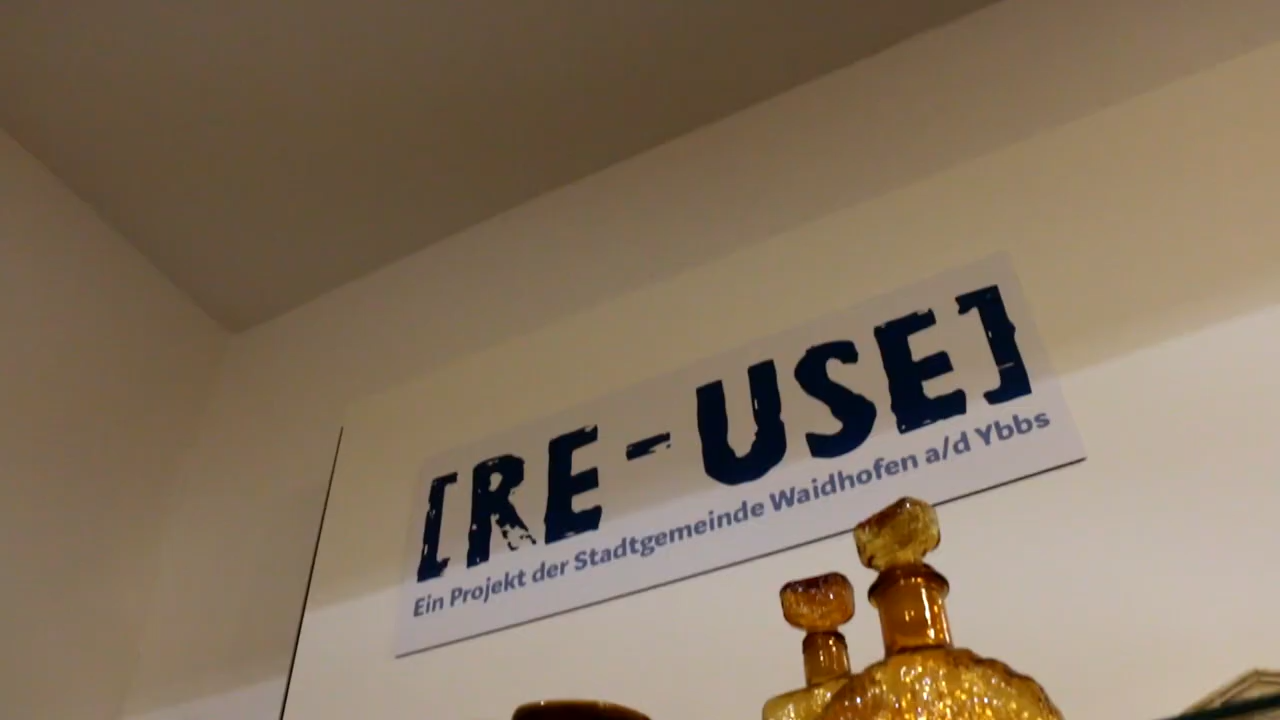 [RE-USE]
Ein Projekt der Stadtgemeinde Waidhofen a/d Ybbs